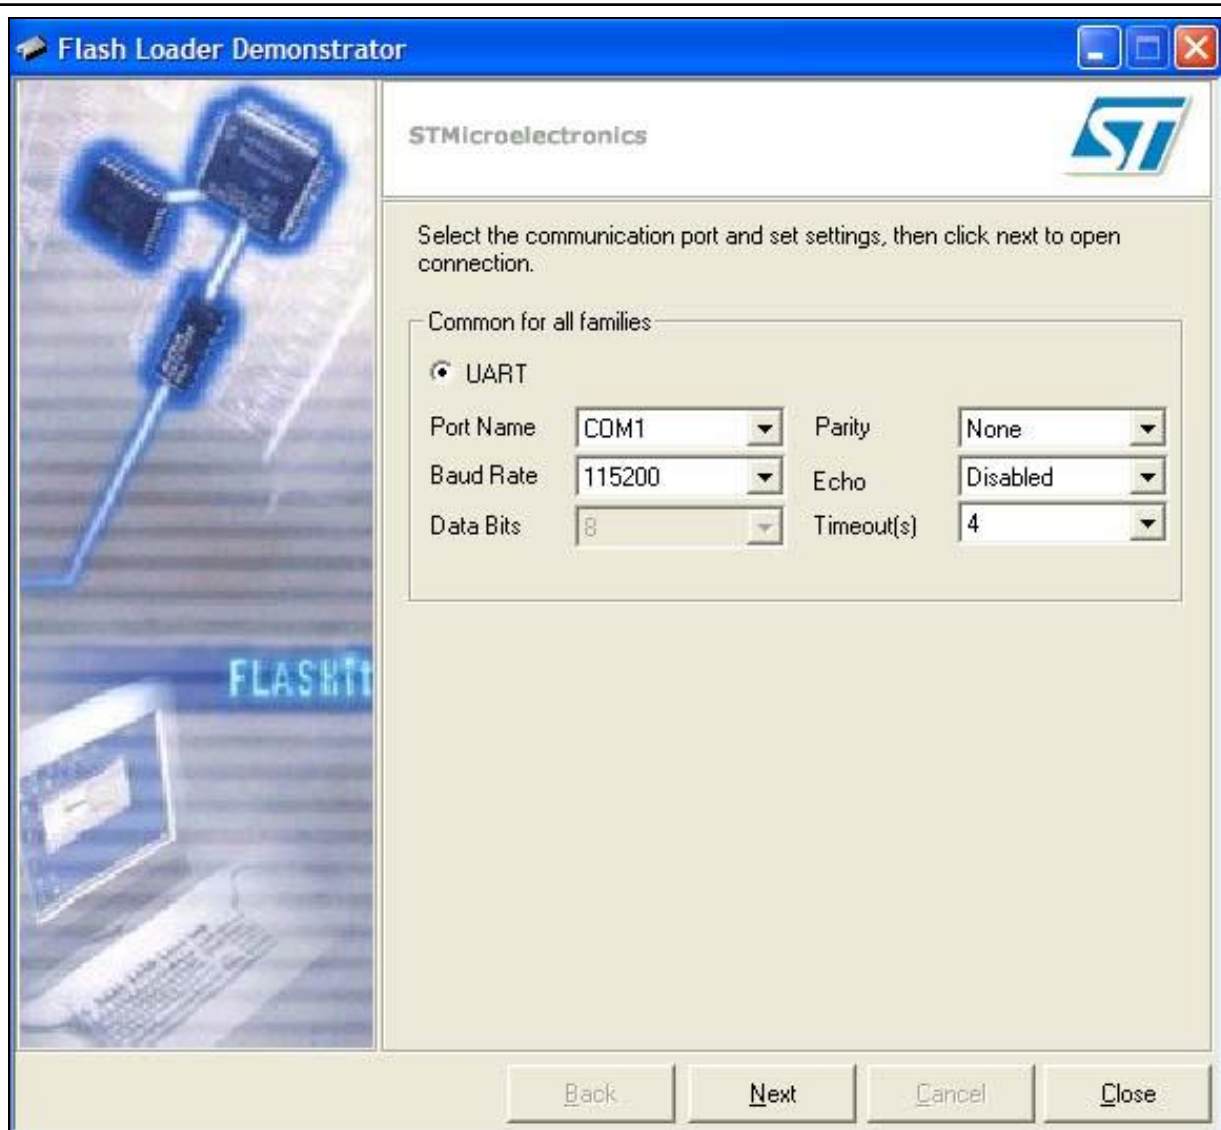 Flash Loader Demonstrator
STMicroelectronics
ST
Select the communication port and set settings, then click next to open
connection.
Common for all families
UART
Port Name COM1 Parity None
Baud Rate 115200 Echo Disabled
Data Bits 8 Timeout(s) 4
FLASHit
Back Next Cancel Close